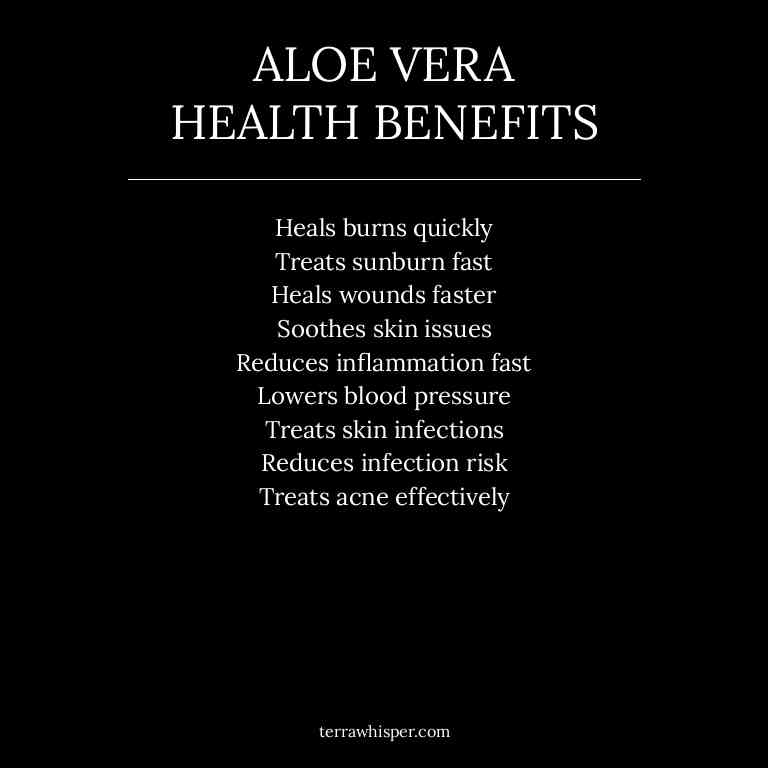 ALOE VERA
HEALTH BENEFITS
Heals burns quickly
Treats sunburn fast
Heals wounds faster
Soothes skin issues
Reduces inflammation fast
Lowers blood pressure
Treats skin infections
Reduces infection risk
Treats acne effectively
terrawhisper.com